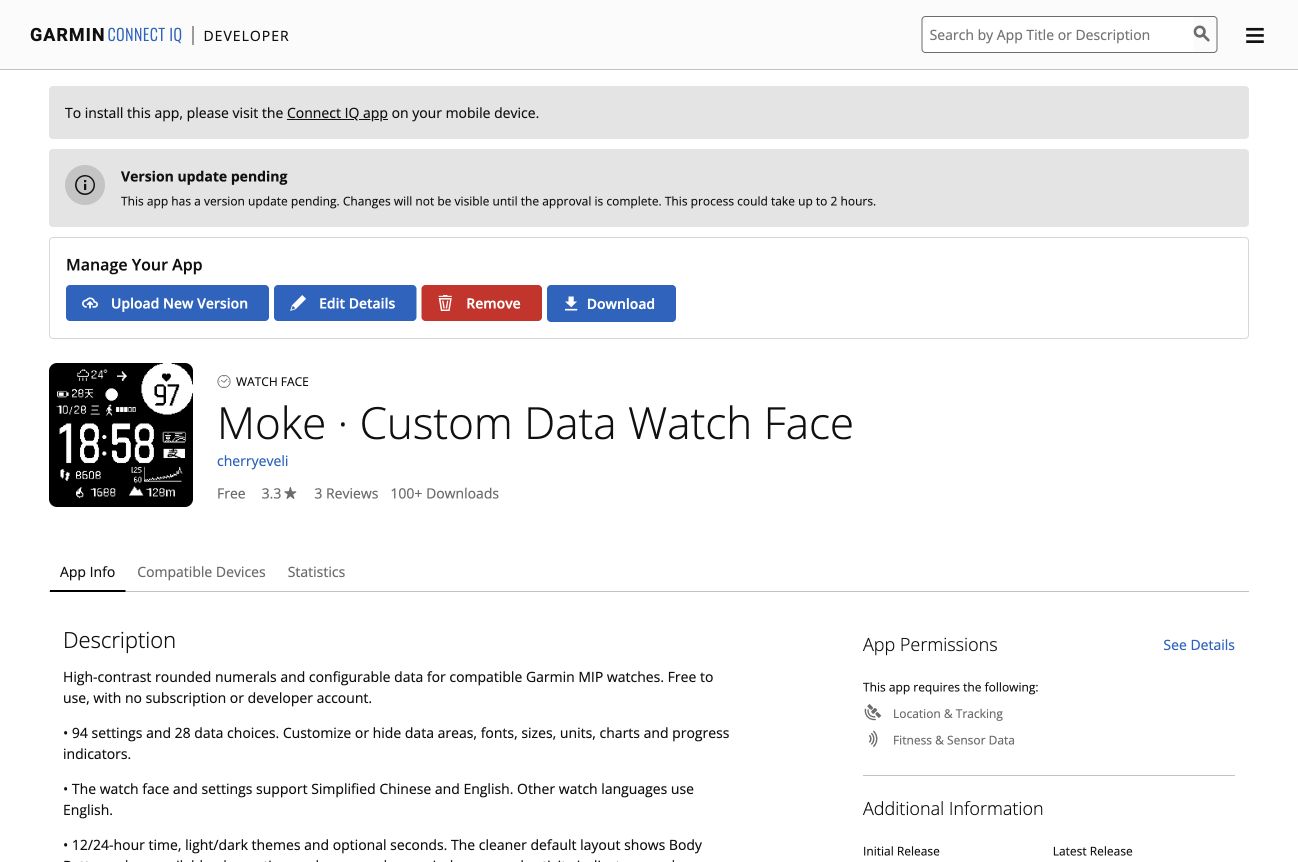 GARMIN CONNECT IQ | DEVELOPER
Search by App Title or Description
To install this app, please visit the Connect IQ app on your mobile device.
Version update pending
This app has a version update pending. Changes will not be visible until the approval is complete. This process could take up to 2 hours.
Manage Your App
Upload New Version
Edit Details
Remove
Download
24°
97
28天
10/28 三
18:58
支
8608
125
60
1688
128m
WATCH FACE
Moke · Custom Data Watch Face
cherryeveli
Free 3.3★ 3 Reviews 100+ Downloads
App Info
Compatible Devices
Statistics
Description
High-contrast rounded numerals and configurable data for compatible Garmin MIP watches. Free to
use, with no subscription or developer account.
• 94 settings and 28 data choices. Customize or hide data areas, fonts, sizes, units, charts and progress
indicators.
• The watch face and settings support Simplified Chinese and English. Other watch languages use
English.
• 12/24-hour time, light/dark themes and optional seconds. The cleaner default layout shows Body
App Permissions
See Details
This app requires the following:
Location & Tracking
Fitness & Sensor Data
Additional Information
Initial Release
Latest Release